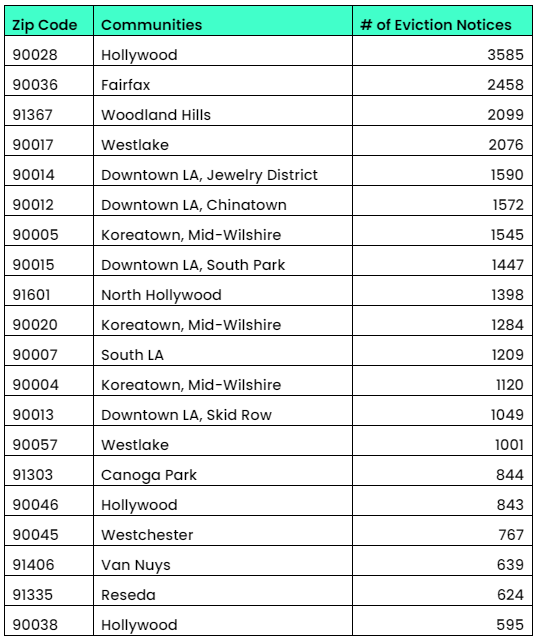 Zip Code Communities # of Eviction Notices
90028 Hollywood 3585
90036 Fairfax 2458
91367 Woodland Hills 2099
90017 Westlake 2076
90014 Downtown LA, Jewelry District 1590
90012 Downtown LA, Chinatown 1572
90005 Koreatown, Mid-Wilshire 1545
90015 Downtown LA, South Park 1447
91601 North Hollywood 1398
90020 Koreatown, Mid-Wilshire 1284
90007 South LA 1209
90004 Koreatown, Mid-Wilshire 1120
90013 Downtown LA, Skid Row 1049
90057 Westlake 1001
91303 Canoga Park 844
90046 Hollywood 843
90045 Westchester 767
91406 Van Nuys 639
91335 Reseda 624
90038 Hollywood 595